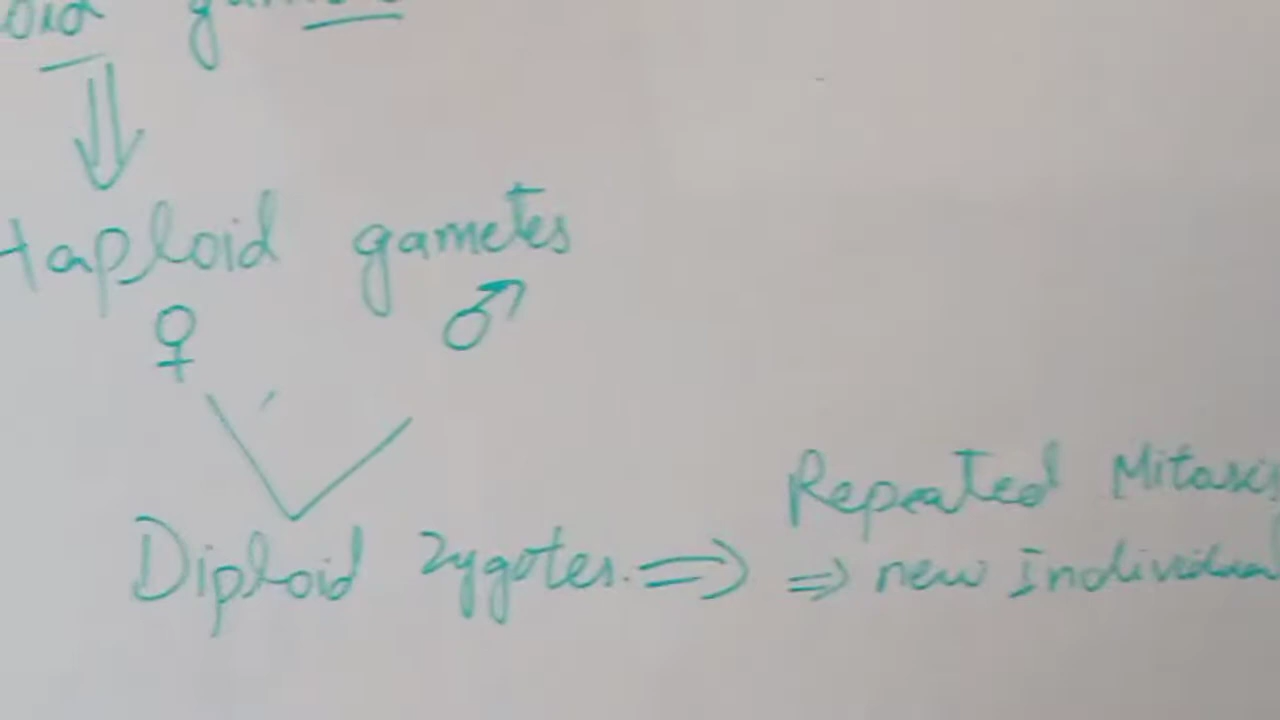 Haploid gametes
♀ ♂
Diploid zygotes. ⇒
Repeated Mitosis
⇒ new Individual